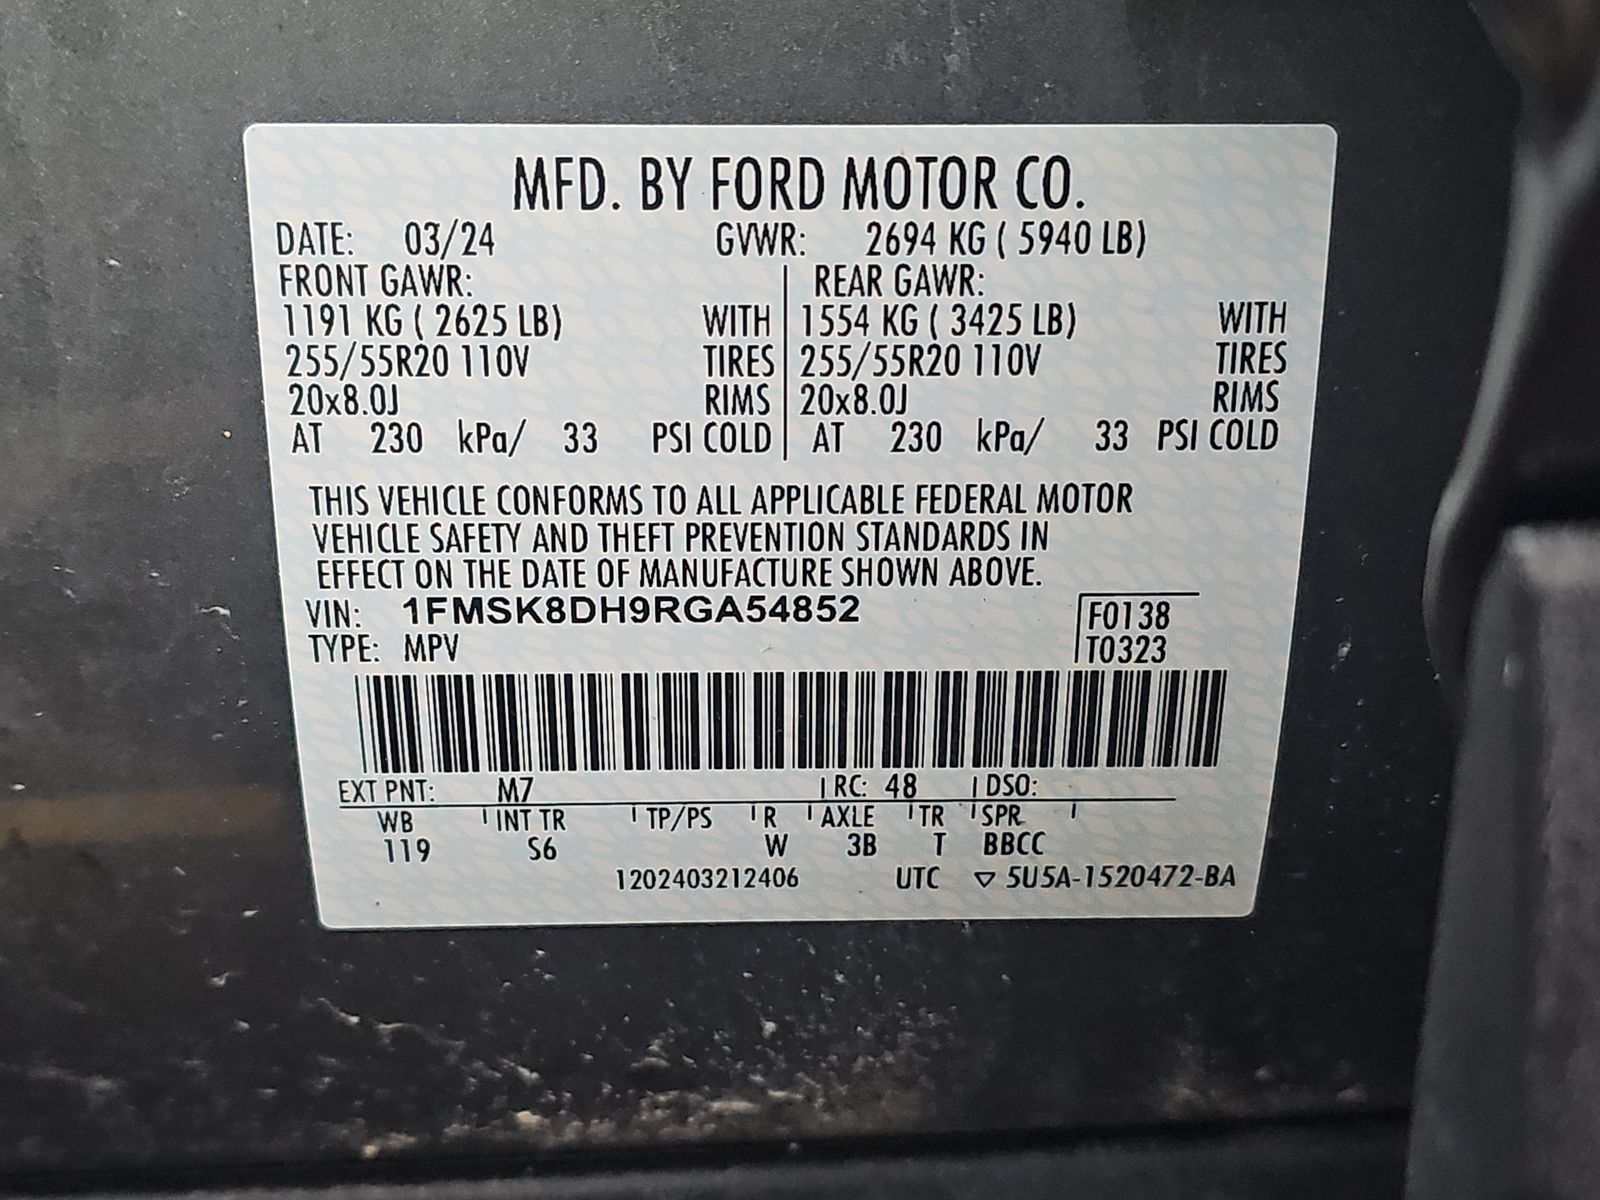 MFD. BY FORD MOTOR CO.
DATE: 03/24 GVWR: 2694 KG ( 5940 LB)
FRONT GAWR: REAR GAWR:
1191 KG ( 2625 LB) WITH 1554 KG ( 3425 LB) WITH
255/55R20 110V TIRES 255/55R20 110V TIRES
20x8.0J RIMS 20x8.0J RIMS
AT 230 kPa/ 33 PSI COLD AT 230 kPa/ 33 PSI COLD
THIS VEHICLE CONFORMS TO ALL APPLICABLE FEDERAL MOTOR
VEHICLE SAFETY AND THEFT PREVENTION STANDARDS IN
EFFECT ON THE DATE OF MANUFACTURE SHOWN ABOVE.
VIN: 1FMSK8DH9RGA54852 F0138
TYPE: MPV T0323
EXT PNT: M7 RC: 48 DSO:
WB INT TR TP/PS R AXLE TR SPR
119 S6 W 3B T BBCC
1202403212406 UTC ▽ 5U5A-1520472-BA